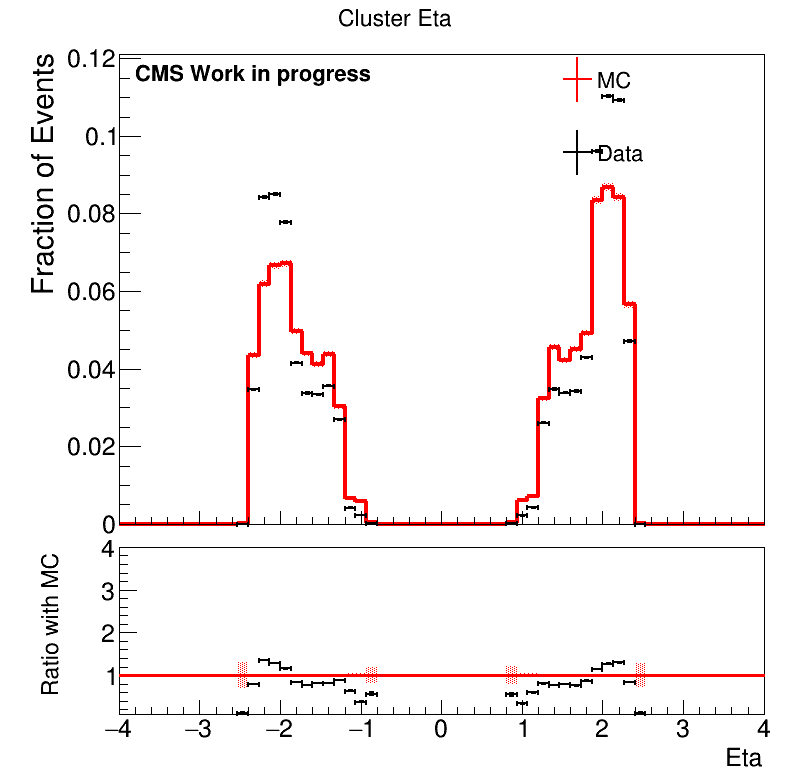 Cluster Eta
CMS Work in progress
MC
Data
Fraction of Events
0.12
0.1
0.08
0.06
0.04
0.02
0
Ratio with MC
4
3
2
1
−4 −3 −2 −1 0 1 2 3 4
Eta